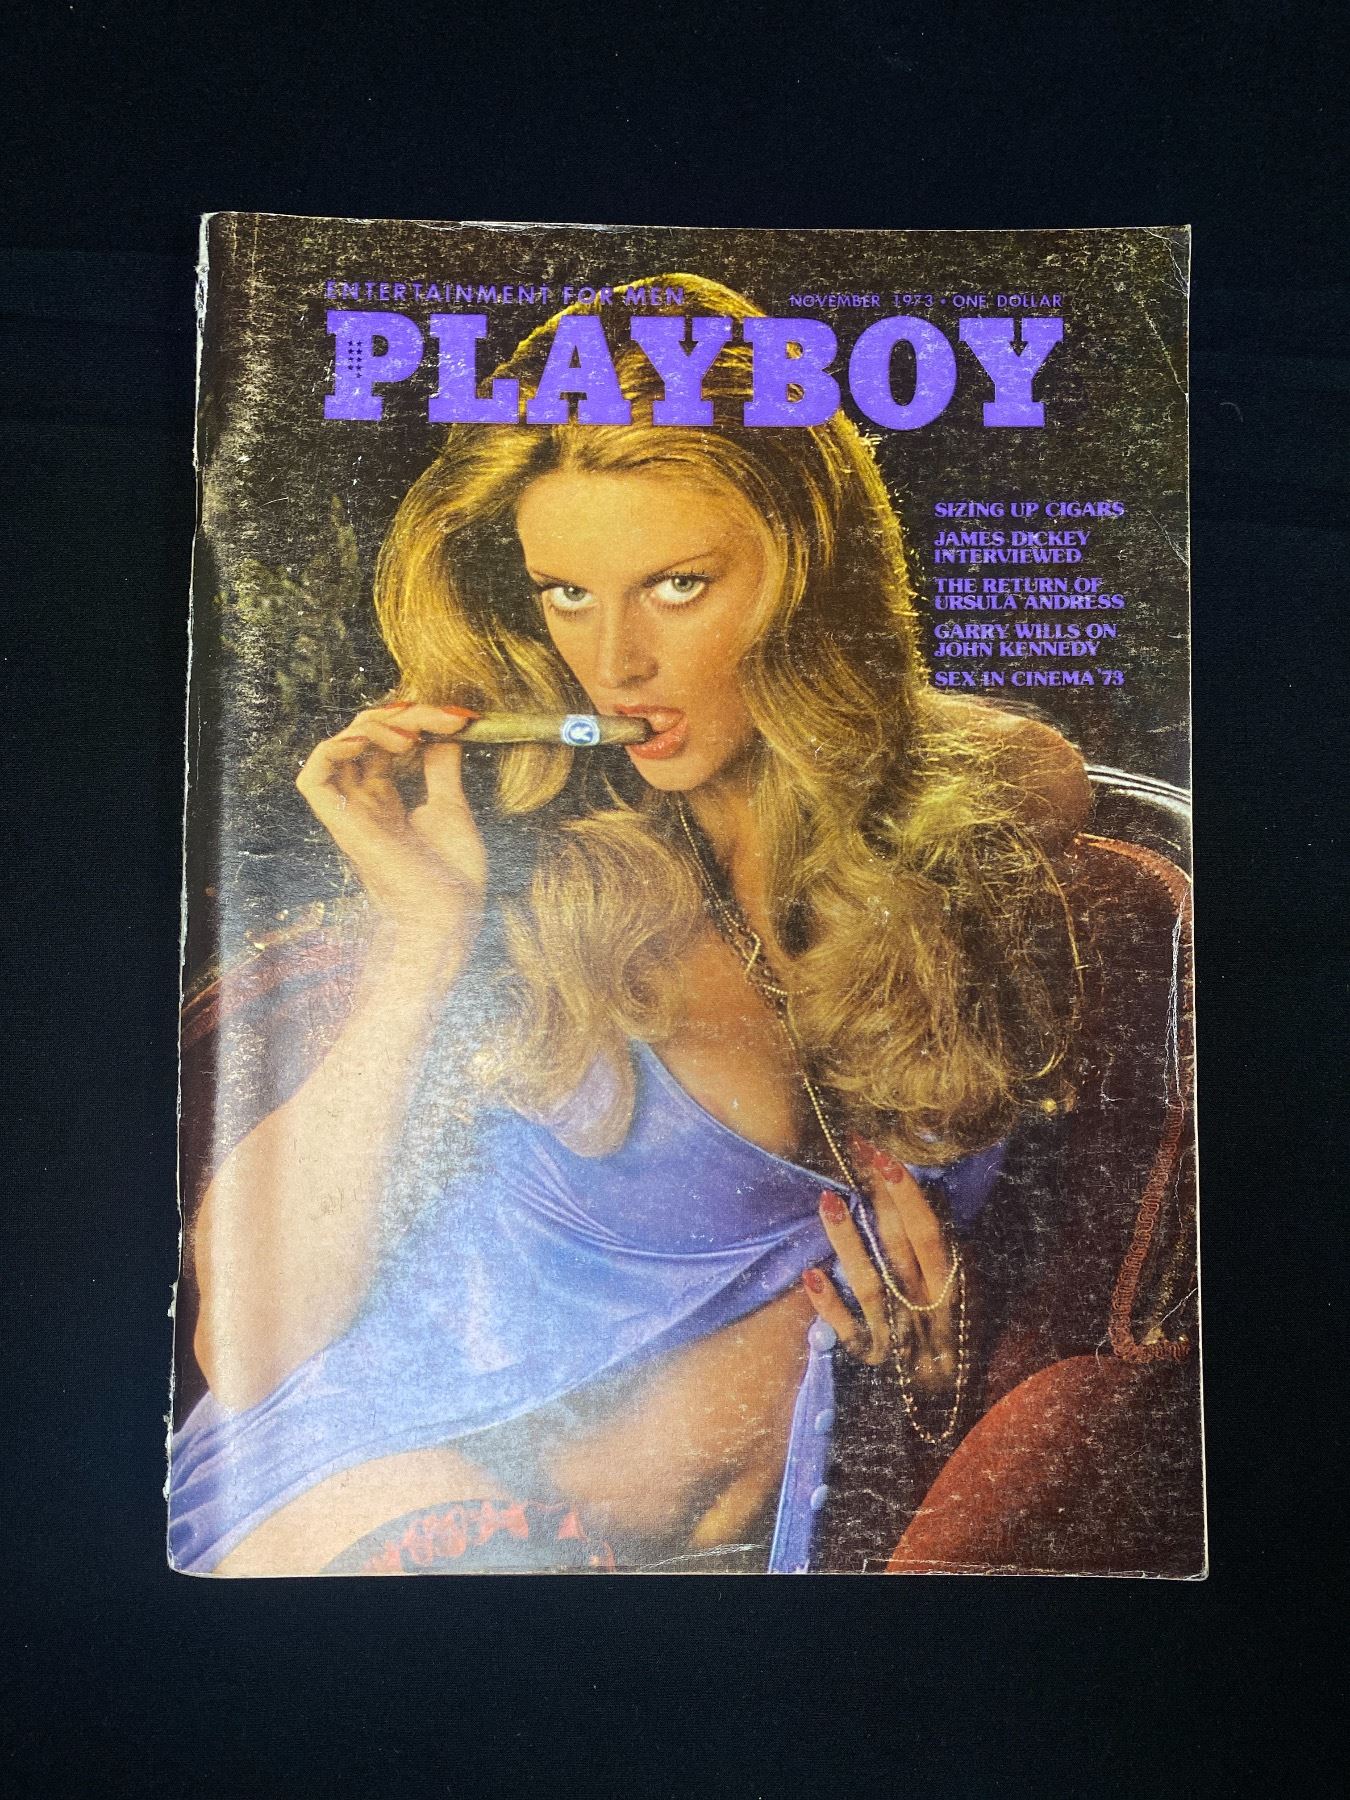 ENTERTAINMENT FOR MEN
NOVEMBER 1973 • ONE DOLLAR
PLAYBOY
SIZING UP CIGARS
JAMES DICKEY
INTERVIEWED
THE RETURN OF
URSULA ANDRESS
GARRY WILLS ON
JOHN KENNEDY
SEX IN CINEMA '73